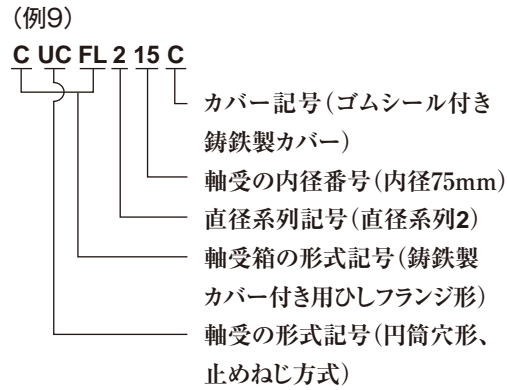 (例9)
C UC FL 2 15 C
カバー記号(ゴムシール付き
鋳鉄製カバー)
軸受の内径番号(内径75mm)
直径系列記号(直径系列2)
軸受箱の形式記号(鋳鉄製
カバー付き用ひしフランジ形)
軸受の形式記号(円筒穴形、
止めねじ方式)